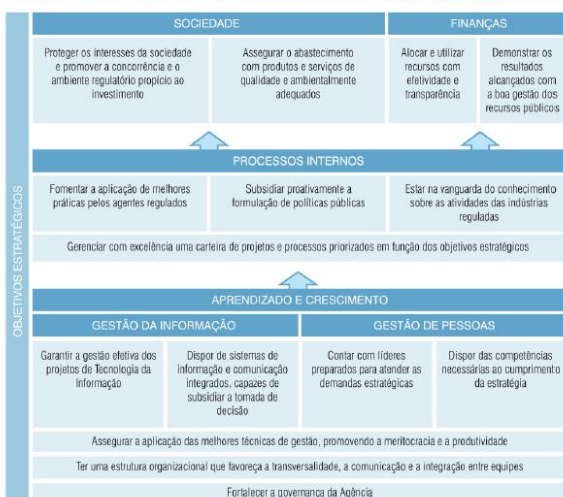 OBJETIVOS ESTRATÉGICOS
SOCIEDADE
Proteger os interesses da sociedade
e promover a concorrência e o
ambiente regulatório propício ao
investimento
Assegurar o abastecimento
com produtos e serviços de
qualidade e ambientalmente
adequados
FINANÇAS
Alocar e utilizar
recursos com
efetividade e
transparência
Demonstrar os
resultados
alcançados com
a boa gestão dos
recursos públicos
PROCESSOS INTERNOS
Fomentar a aplicação de melhores
práticas pelos agentes regulados
Subsidiar proativamente a
formulação de políticas públicas
Estar na vanguarda do conhecimento
sobre as atividades das indústrias
reguladas
Gerenciar com excelência uma carteira de projetos e processos priorizados em função dos objetivos estratégicos
APRENDIZADO E CRESCIMENTO
GESTÃO DA INFORMAÇÃO
Garantir a gestão efetiva dos
projetos de Tecnologia da
Informação
Dispor de sistemas de
informação e comunicação
integrados, capazes de
subsidiar a tomada de
decisão
GESTÃO DE PESSOAS
Contar com líderes
preparados para atender as
demandas estratégicas
Dispor das competências
necessárias ao cumprimento
da estratégia
Assegurar a aplicação das melhores técnicas de gestão, promovendo a meritocracia e a produtividade
Ter uma estrutura organizacional que favoreça a transversalidade, a comunicação e a integração entre equipes
Fortalecer a governança da Agência